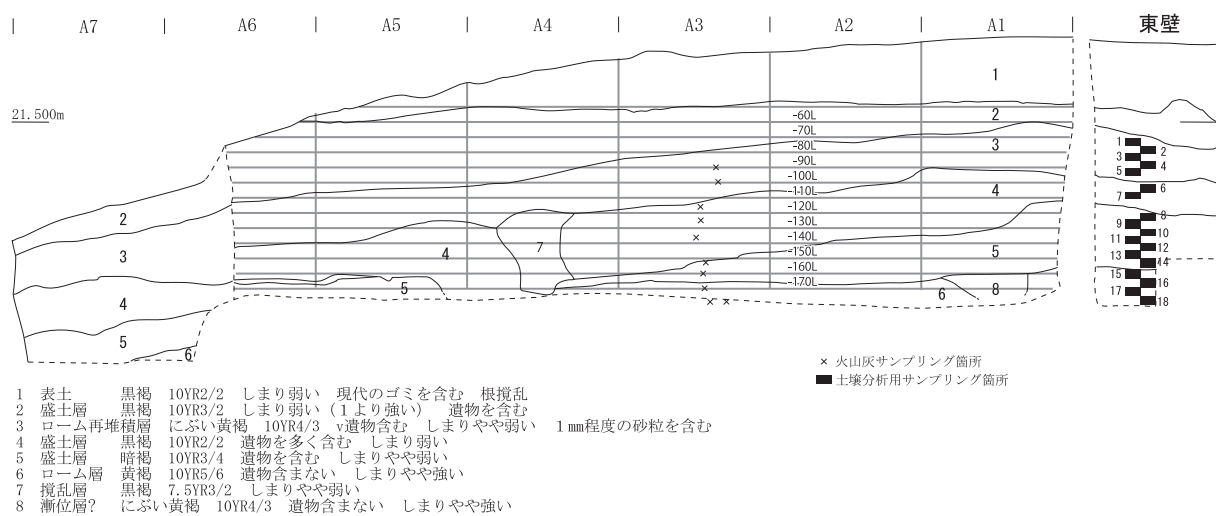 A7 A6 A5 A4 A3 A2 A1 東壁
1
21.500m
-60L 2
-70L
-80L 3
-90L
-100L
-110L 4
-120L
-130L
-140L
-150L 5
-160L
-170L
2
3
4
5
6
4
5
7
6
8
1
2
3
4
5
6
7
8
9
10
11
12
13
14
15
16
17
18
× 火山灰サンプリング箇所
土壌分析用サンプリング箇所
1 表土 黒褐 10YR2/2 しまり弱い 現代のゴミを含む 根撹乱
2 盛土層 黒褐 10YR3/2 しまり弱い(1より強い) 遺物を含む
3 ローム再堆積層 にぶい黄褐 10YR4/3 v遺物含む しまりやや弱い 1mm程度の砂粒を含む
4 盛土層 黒褐 10YR2/2 遺物を多く含む しまり弱い
5 盛土層 暗褐 10YR3/4 遺物を含む しまりやや弱い
6 ローム層 黄褐 10YR5/6 遺物含まない しまりやや強い
7 撹乱層 黒褐 7.5YR3/2 しまりやや弱い
8 漸位層? にぶい黄褐 10YR4/3 遺物含まない しまりやや強い